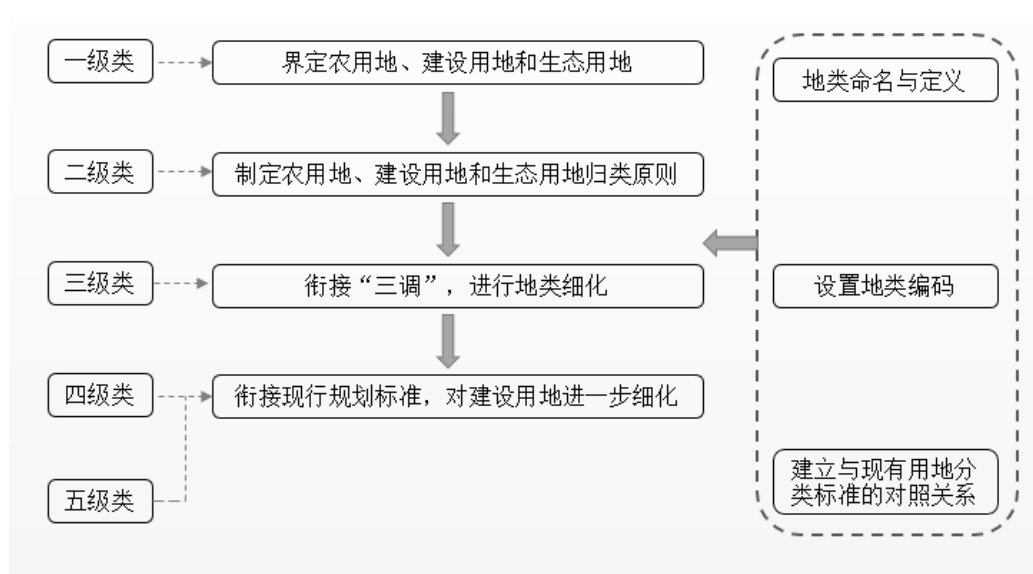 一级类
界定农用地、建设用地和生态用地
二级类
制定农用地、建设用地和生态用地归类原则
三级类
衔接“三调”，进行地类细化
四级类
衔接现行规划标准，对建设用地进一步细化
五级类
地类命名与定义
设置地类编码
建立与现有用地分
类标准的对照关系